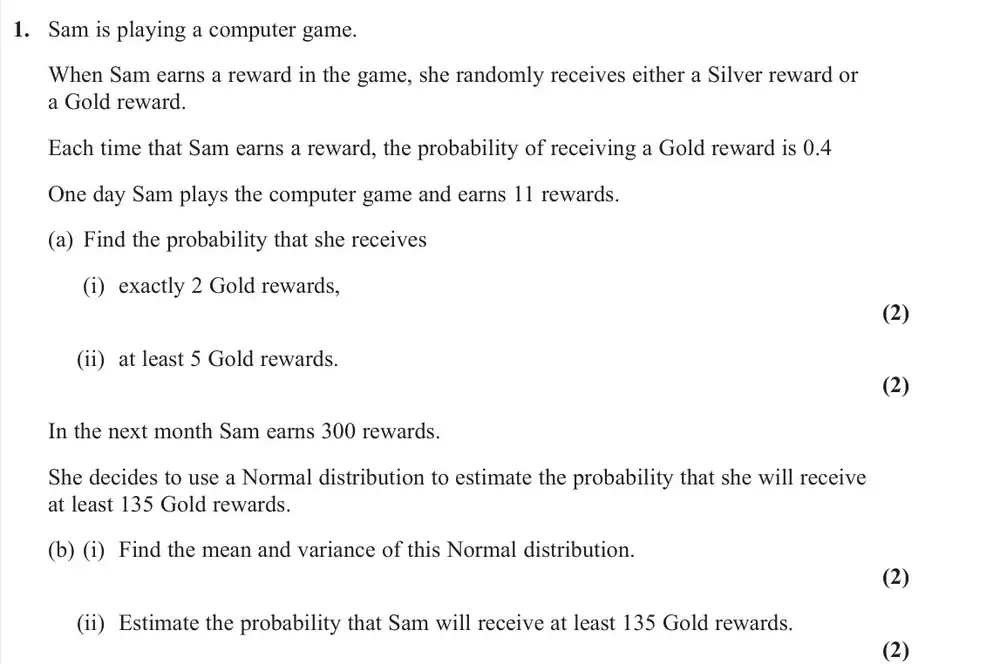 1. Sam is playing a computer game.
When Sam earns a reward in the game, she randomly receives either a Silver reward or
a Gold reward.
Each time that Sam earns a reward, the probability of receiving a Gold reward is 0.4
One day Sam plays the computer game and earns 11 rewards.
(a) Find the probability that she receives
(i) exactly 2 Gold rewards,
(2)
(ii) at least 5 Gold rewards.
(2)
In the next month Sam earns 300 rewards.
She decides to use a Normal distribution to estimate the probability that she will receive
at least 135 Gold rewards.
(b) (i) Find the mean and variance of this Normal distribution.
(2)
(ii) Estimate the probability that Sam will receive at least 135 Gold rewards.
(2)